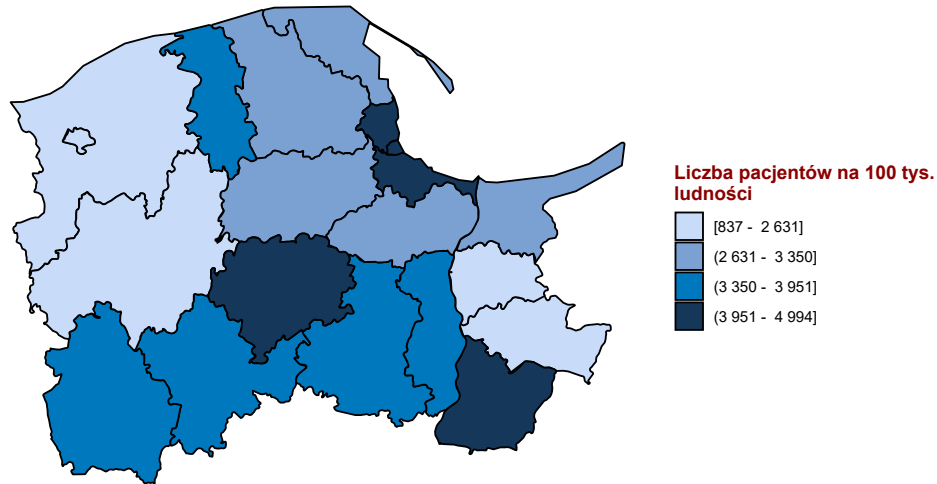 Liczba pacjentów na 100 tys.
ludności
[837 - 2 631]
(2 631 - 3 350]
(3 350 - 3 951]
(3 951 - 4 994]